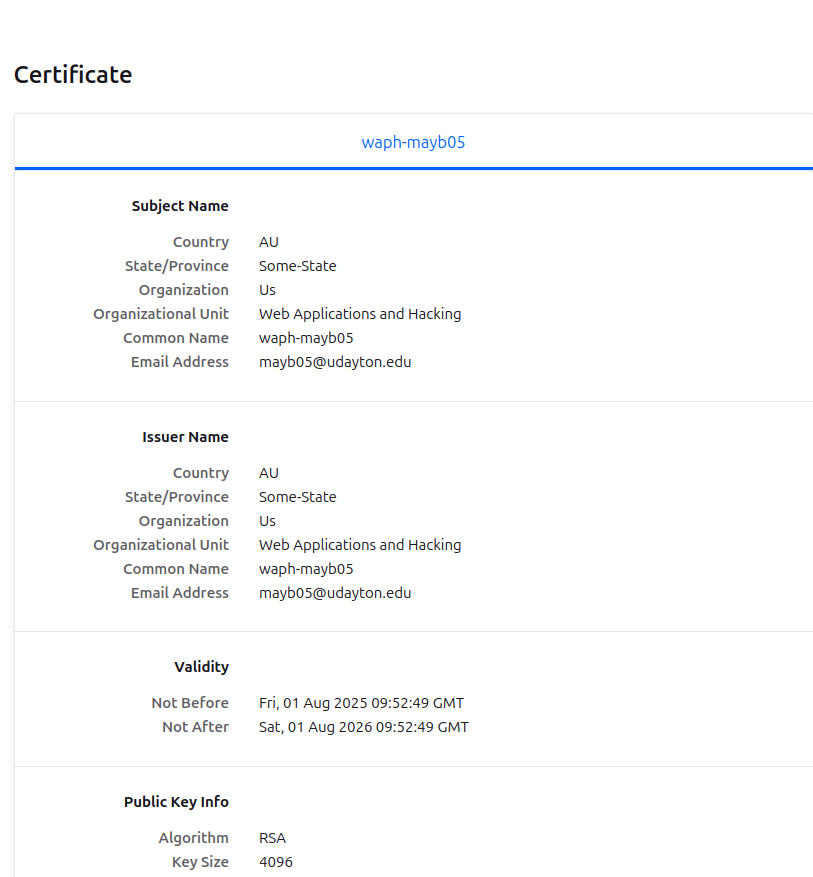 Certificate
waph-mayb05
Subject Name
Country AU
State/Province Some-State
Organization Us
Organizational Unit Web Applications and Hacking
Common Name waph-mayb05
Email Address mayb05@udayton.edu
Issuer Name
Country AU
State/Province Some-State
Organization Us
Organizational Unit Web Applications and Hacking
Common Name waph-mayb05
Email Address mayb05@udayton.edu
Validity
Not Before Fri, 01 Aug 2025 09:52:49 GMT
Not After Sat, 01 Aug 2026 09:52:49 GMT
Public Key Info
Algorithm RSA
Key Size 4096